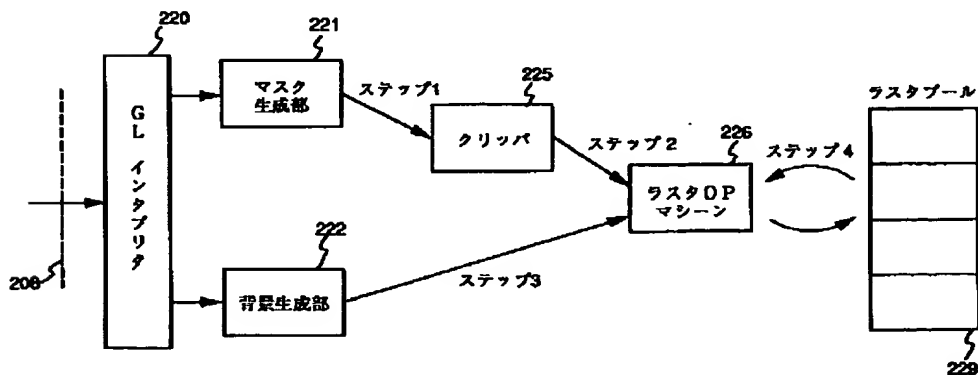 220
GL インタプリタ
208
221
マスク
生成部
ステップ1
225
クリッパ
ステップ2
222
背景生成部
ステップ3
226
ラスタOP
マシーン
ステップ4
ラスタプール
229